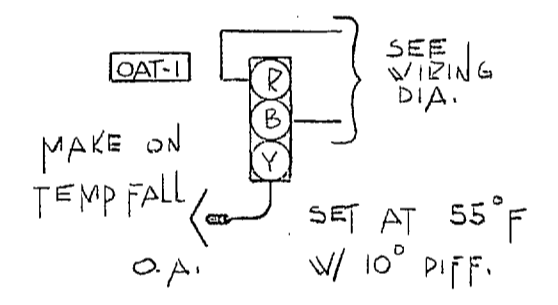 OAT-1
R
B
Y
SEE
WIRING
DIA.
MAKE ON
TEMP FALL
O.A.
SET AT 55°F
W/ 10° DIFF.